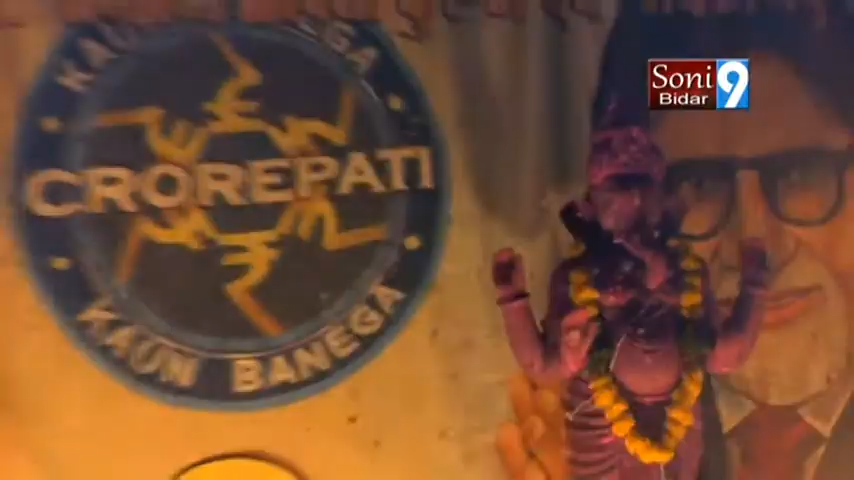 KAUN BANEGA
CROREPATI
KAUN BANEGA
Soni 9
Bidar